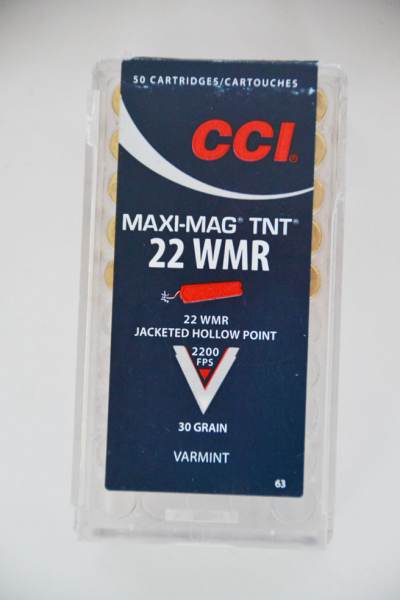 50 CARTRIDGES/CARTOUCHES
CCI®
MAXI-MAG® TNT®
22 WMR
22 WMR
JACKETED HOLLOW POINT
2200
FPS
30 GRAIN
VARMINT
63